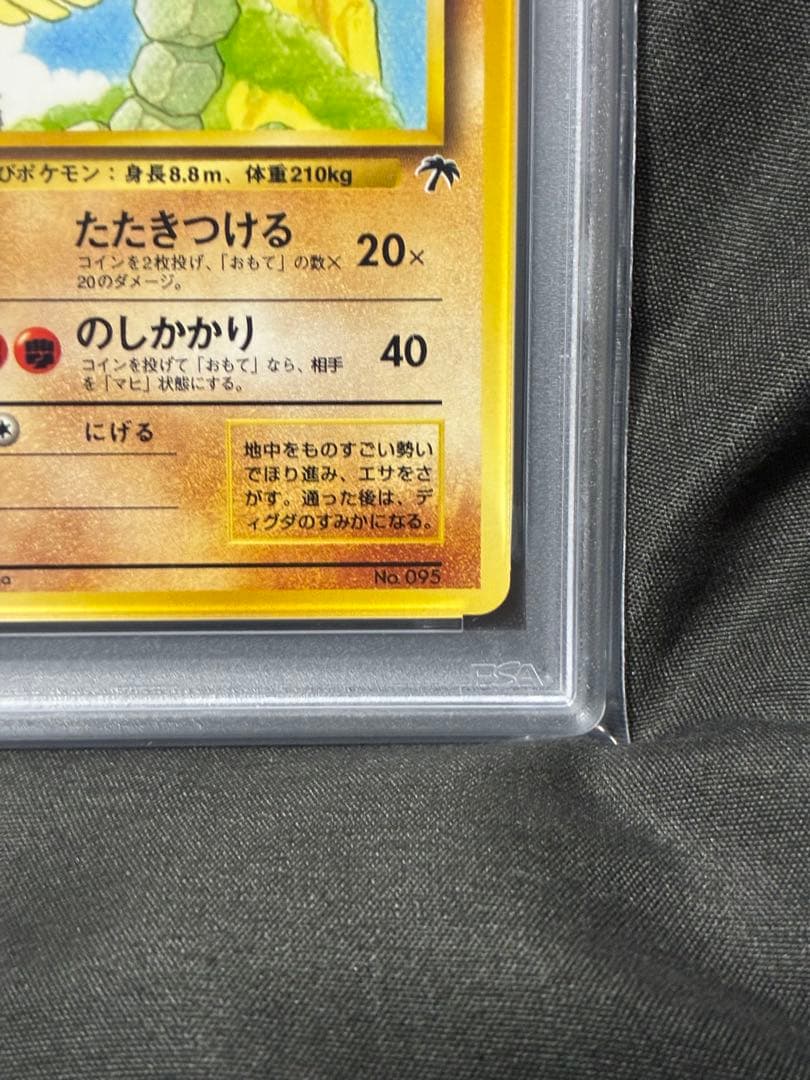 びポケモン：身長8.8m、体重210kg
たたきつける 20×
コインを2枚投げ、「おもて」の数×
20のダメージ。
のしかかり 40
コインを投げて「おもて」なら、相手
を「マヒ」状態にする。
にげる
地中をものすごい勢い
でほり進み、エサをさ
がす。通った後は、デ
ィグダのすみかになる。
No. 095
PSA